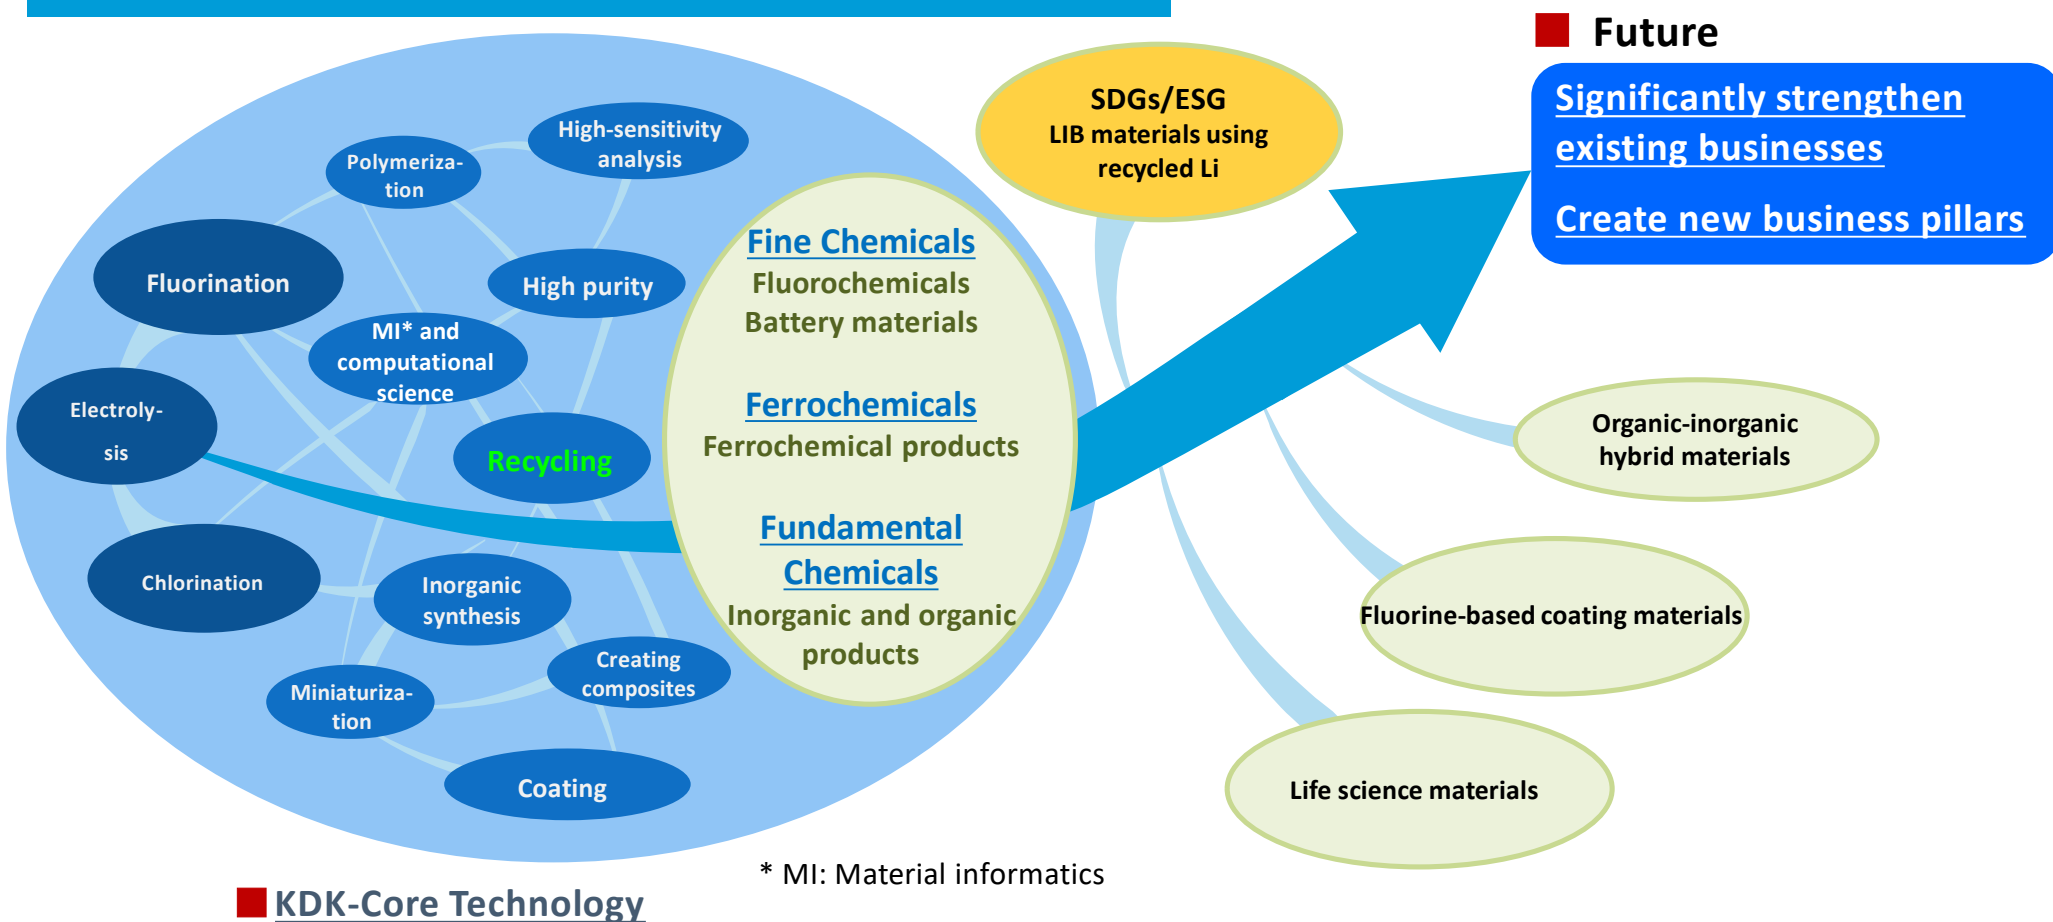 Future
Significantly strengthen
existing businesses
Create new business pillars
SDGs/ESG
LIB materials using
recycled Li
High-sensitivity
analysis
Polymeriza-
tion
Fluorination
High purity
MI* and
computational
science
Electroly-
sis
Recycling
Chlorination
Inorganic
synthesis
Creating
composites
Miniaturiza-
tion
Coating
Fine Chemicals
Fluorochemicals
Battery materials
Ferrochemicals
Ferrochemical products
Fundamental
Chemicals
Inorganic and organic
products
Organic-inorganic
hybrid materials
Fluorine-based coating materials
Life science materials
* MI: Material informatics
KDK-Core Technology